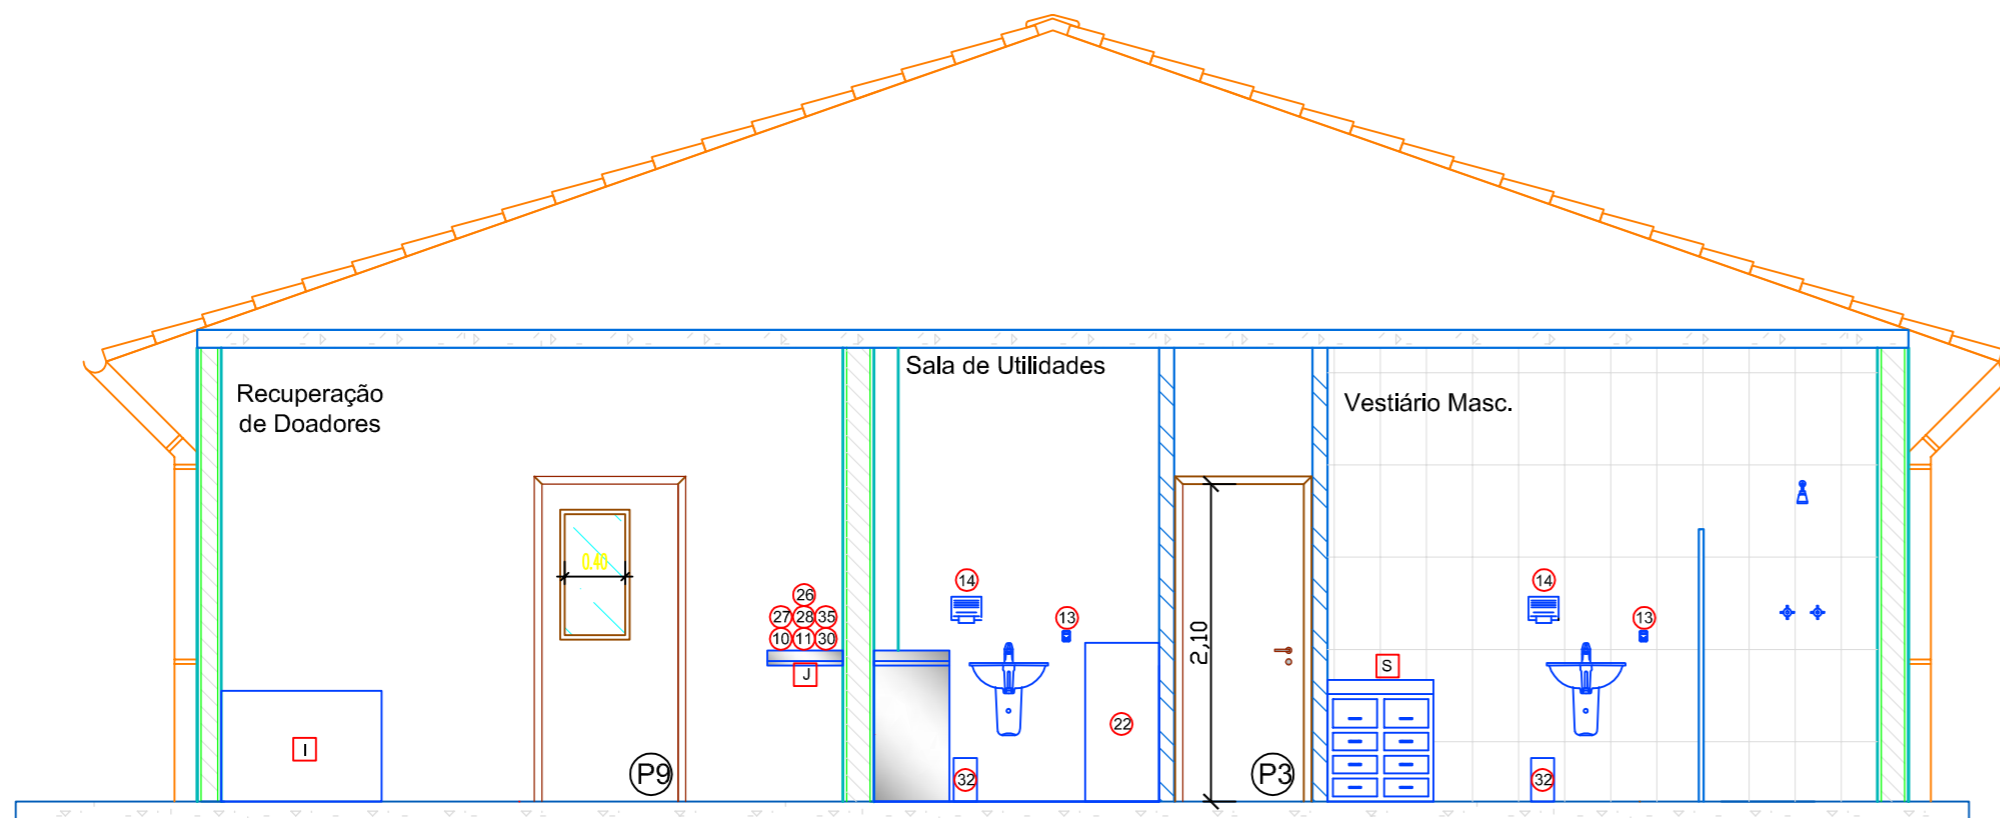 Sala de Utilidades
Recuperação
de Doadores
Vestiário Masc.
0.40
26
27 28 35
10 11 30
J
I
P9
14
13
22
32
2,10
P3
S
14
13
32